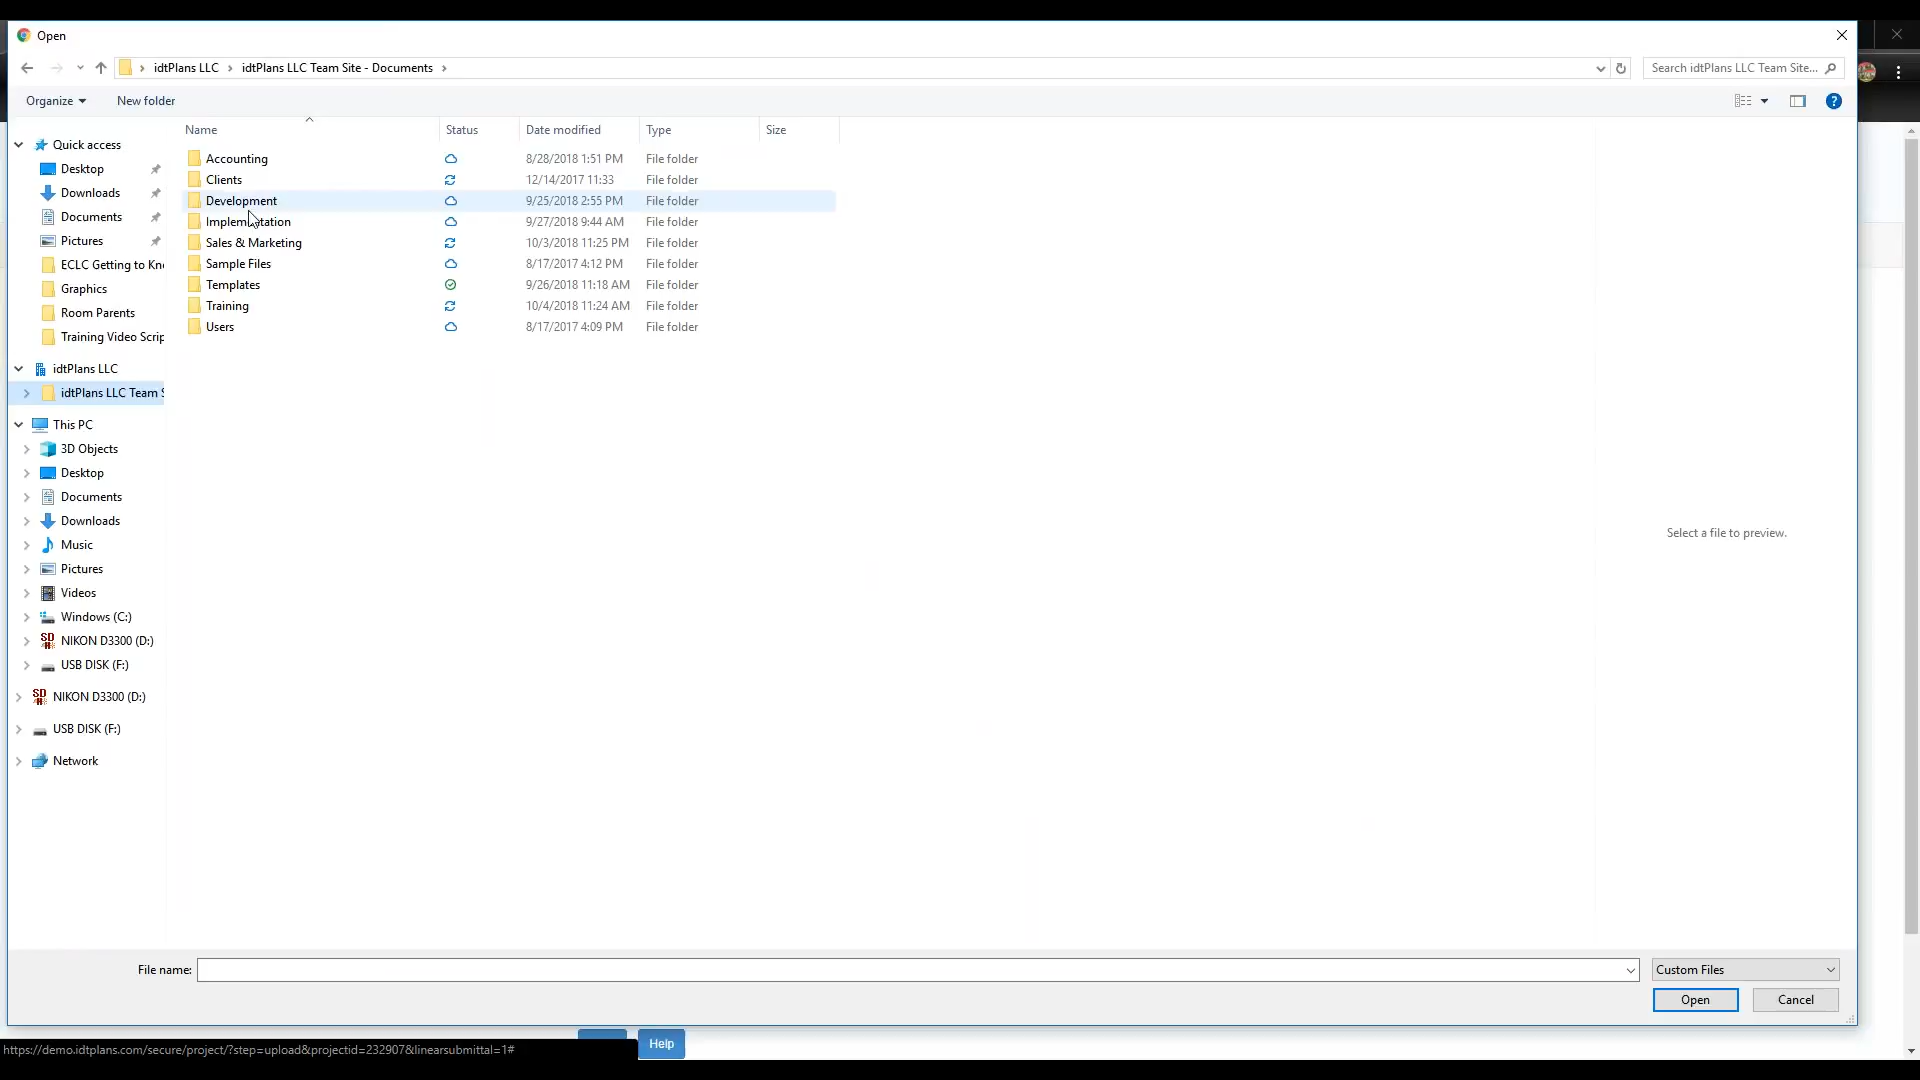 Open
idtPlans LLC > idtPlans LLC Team Site - Documents >
Search idtPlans LLC Team Site...
Organize
New folder
Name
Status
Date modified
Type
Size
Quick access
Desktop
Downloads
Documents
Pictures
ECLC Getting to Kn
Graphics
Room Parents
Training Video Scrip
idtPlans LLC
idtPlans LLC Team S
This PC
3D Objects
Desktop
Documents
Downloads
Music
Pictures
Videos
Windows (C:)
NIKON D3300 (D:)
USB DISK (F:)
NIKON D3300 (D:)
USB DISK (F:)
Network
Accounting 8/28/2018 1:51 PM File folder
Clients 12/14/2017 11:33 File folder
Development 9/25/2018 2:55 PM File folder
Implementation 9/27/2018 9:44 AM File folder
Sales & Marketing 10/3/2018 11:25 PM File folder
Sample Files 8/17/2017 4:12 PM File folder
Templates 9/26/2018 11:18 AM File folder
Training 10/4/2018 11:24 AM File folder
Users 8/17/2017 4:09 PM File folder
Select a file to preview.
File name:
Custom Files
Open
Cancel
Help
https://demo.idtplans.com/secure/project/?step=upload&projectid=232907&linearsubmittal=1#